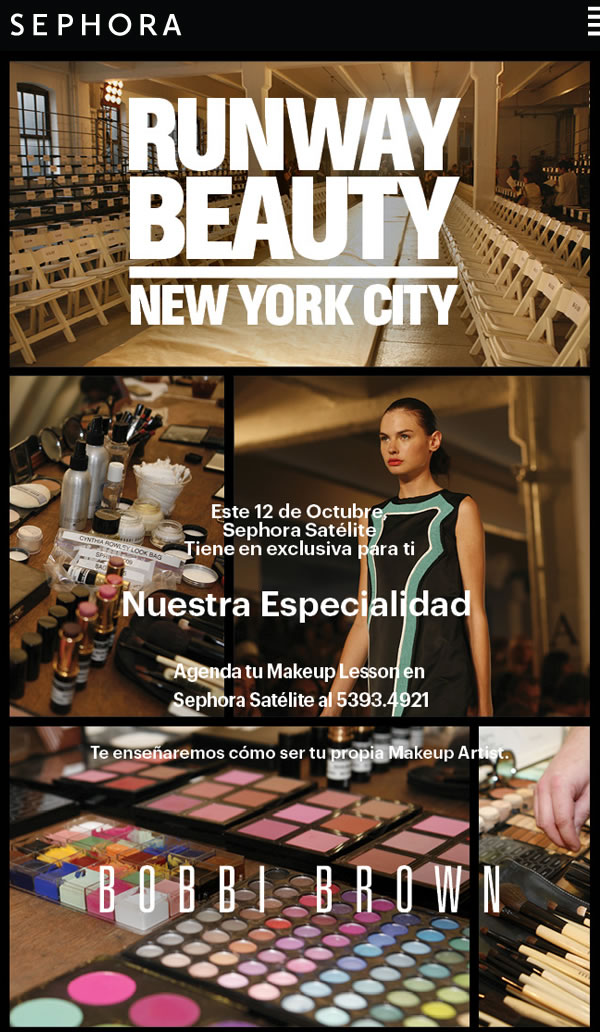 SEPHORA
RUNWAY
BEAUTY
NEW YORK CITY
Este 12 de Octubre,
Sephora Satélite
Tiene en exclusiva para ti
CYNTHIA ROWLEY LOOK BAG
Nuestra Especialidad
Agenda tu Makeup Lesson en
Sephora Satélite al 5393.4921
Te enseñaremos cómo ser tu propia Makeup Artist.
BOBBI BROWN